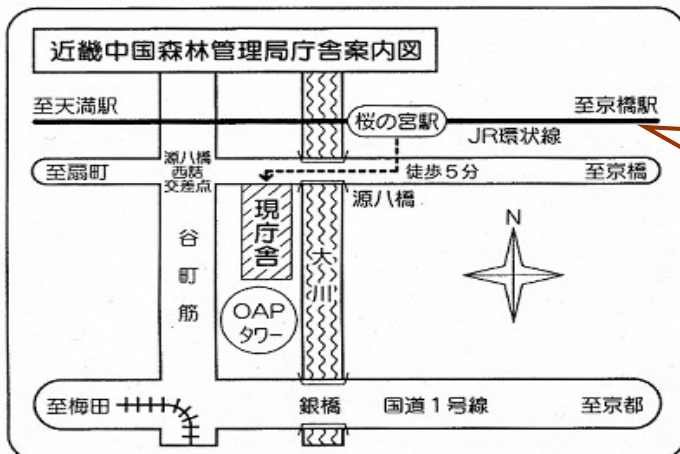 近畿中国森林管理局庁舎案内図
至天満駅
桜の宮駅
至京橋駅
JR環状線
至扇町
源八橋
西詰
交差点
徒歩5分
至京橋
源八橋
現庁舎
大川
谷町筋
OAP
タワー
N
至梅田
銀橋
国道1号線
至京都